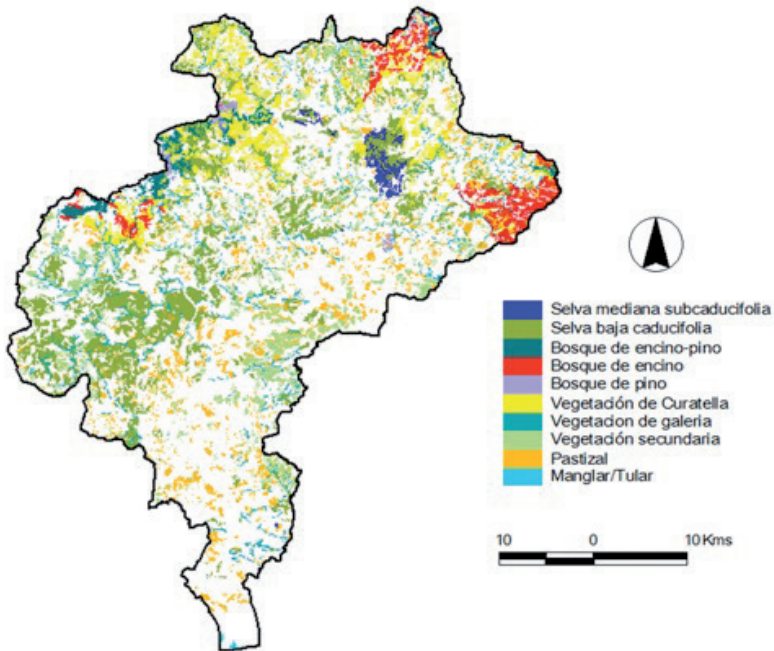 Selva mediana subcaducifolia
Selva baja caducifolia
Bosque de encino-pino
Bosque de encino
Bosque de pino
Vegetación de Curatella
Vegetacion de galeria
Vegetación secundaria
Pastizal
Manglar/Tular
10 0 10 Kms